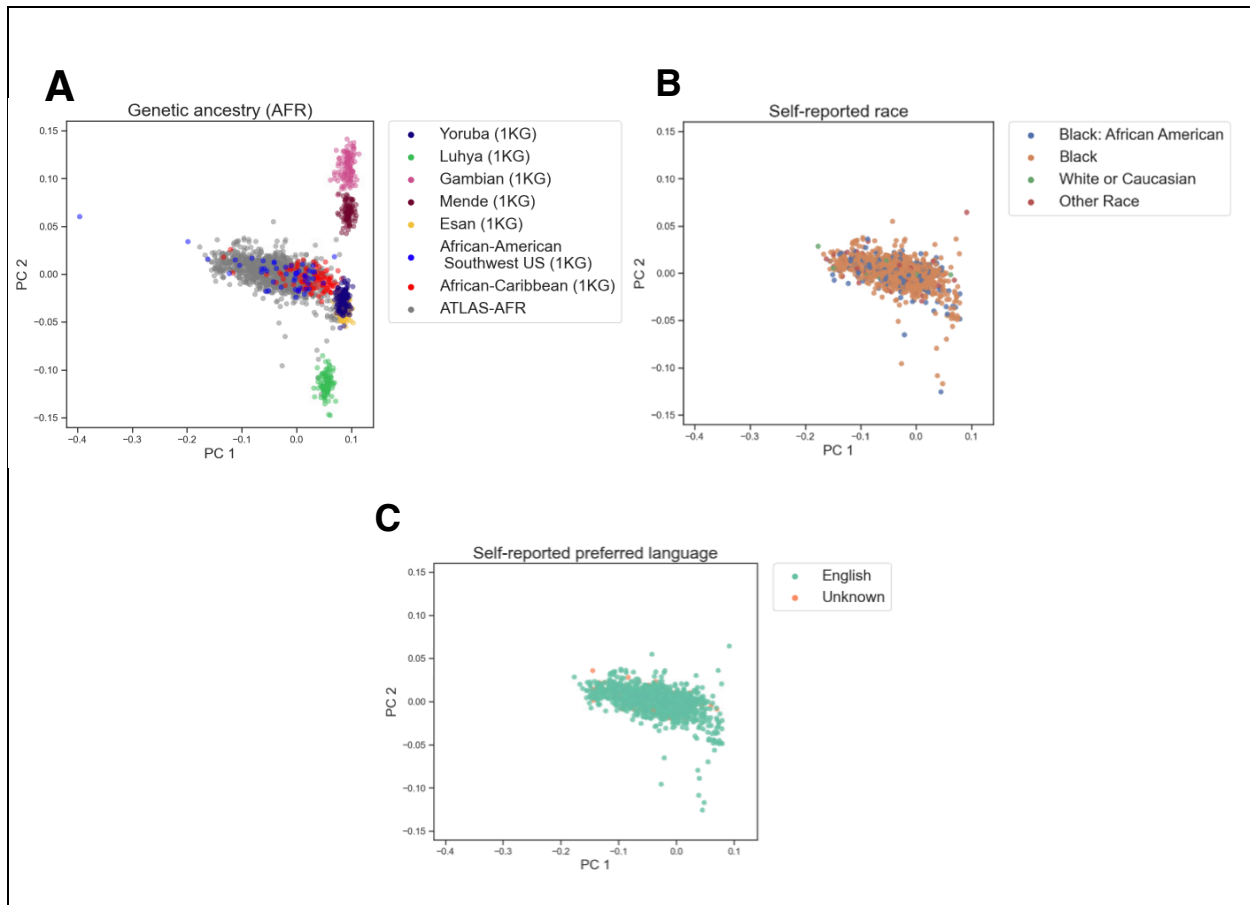 A
Genetic ancestry (AFR)
0.15
0.10
0.05
0.00
−0.05
−0.10
−0.15
PC 2
−0.4 −0.3 −0.2 −0.1 0.0 0.1
PC 1
Yoruba (1KG)
Luhya (1KG)
Gambian (1KG)
Mende (1KG)
Esan (1KG)
African-American
Southwest US (1KG)
African-Caribbean (1KG)
ATLAS-AFR
B
Self-reported race
0.15
0.10
0.05
0.00
−0.05
−0.10
−0.15
PC 2
−0.4 −0.3 −0.2 −0.1 0.0 0.1
PC 1
Black: African American
Black
White or Caucasian
Other Race
C
Self-reported preferred language
0.15
0.10
0.05
0.00
−0.05
−0.10
−0.15
PC 2
−0.4 −0.3 −0.2 −0.1 0.0 0.1
PC 1
English
Unknown